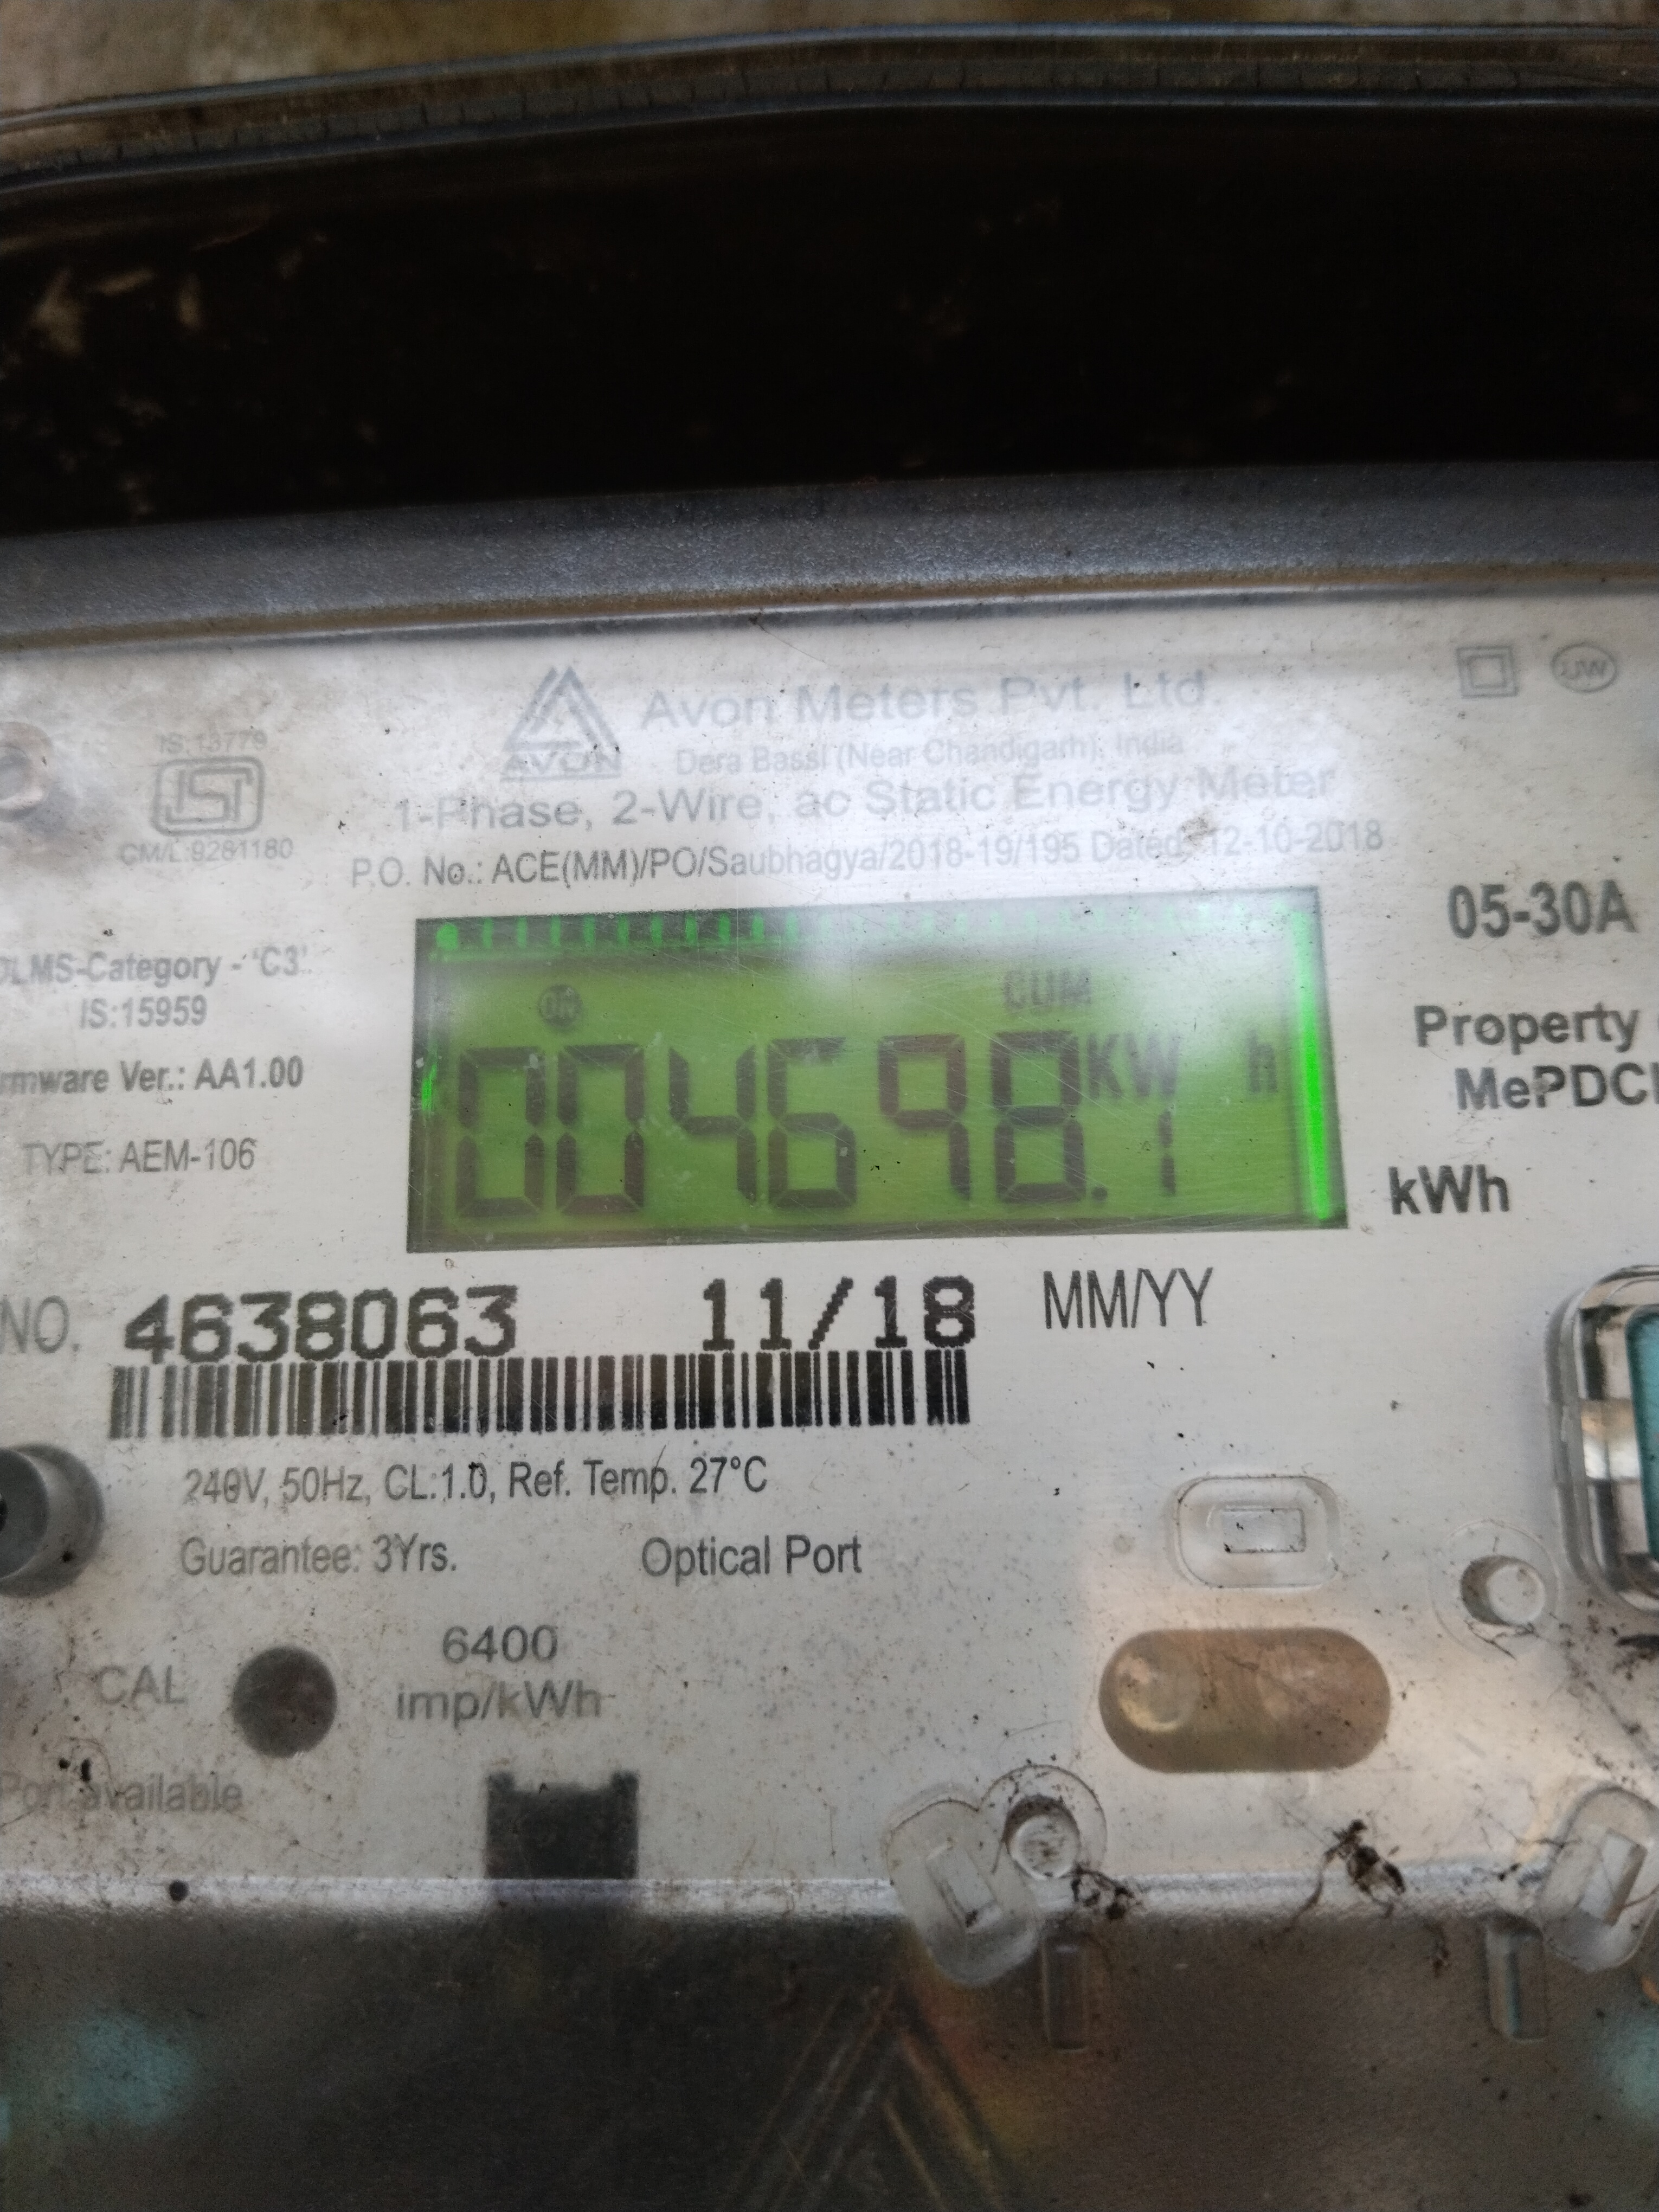 Avon Meters Pvt. Ltd.
AVON
Dera Bassi (Near Chandigarh), India
IS:13779
1-Phase, 2-Wire, ac Static Energy Meter
CM/L:9261180
P.O. No.: ACE(MM)/PO/Saubhagya/2018-19/195 Dated: 12-10-2018
05-30A
DLMS-Category - 'C3'
IS:15959
ON CUM
004698.1 KW h
Property
rmware Ver.: AA1.00
MePDC
TYPE: AEM-106
kWh
NO. 4638063 11/18 MM/YY
240V, 50Hz, CL:1.0, Ref. Temp. 27°C
Guarantee: 3Yrs. Optical Port
6400
CAL imp/kWh
Port available